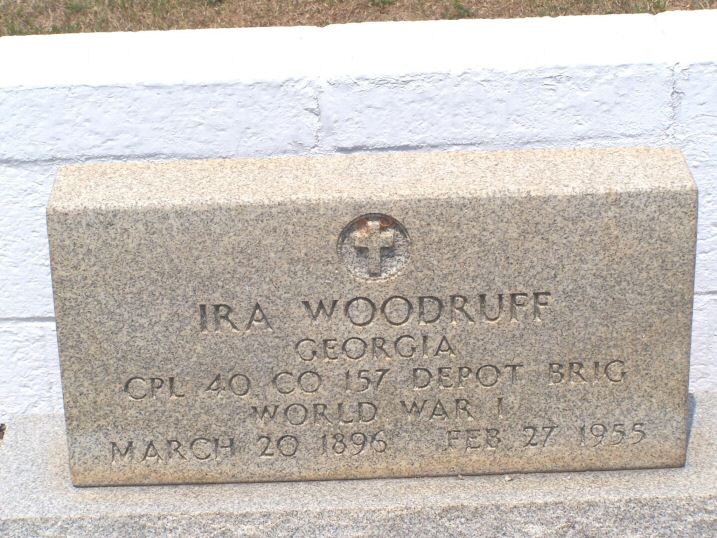 IRA WOODRUFF
GEORGIA
CPL 40 CO 157 DEPOT BRIG
WORLD WAR I
MARCH 20 1896 FEB 27 1955